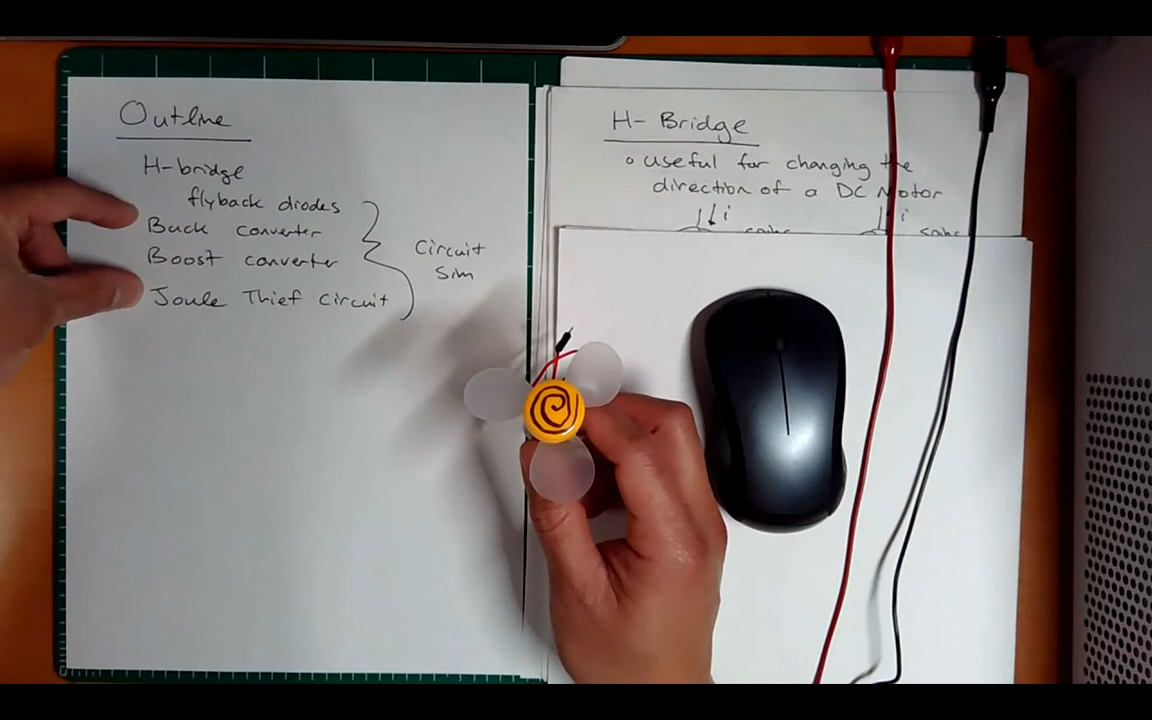 Outline
H-bridge
flyback diodes
Buck converter
Boost converter
Joule Thief Circuit
Circuit
Sim
H- Bridge
o useful for changing the
direction of a DC Motor
i
i